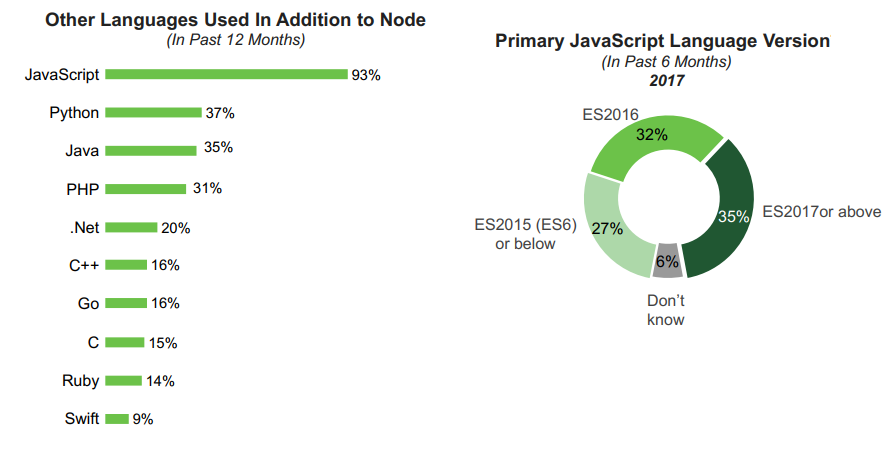 Other Languages Used In Addition to Node
(In Past 12 Months)
JavaScript 93%
Python 37%
Java 35%
PHP 31%
.Net 20%
C++ 16%
Go 16%
C 15%
Ruby 14%
Swift 9%
Primary JavaScript Language Version
(In Past 6 Months)
2017
ES2016
32%
35%
ES2017or above
ES2015 (ES6)
or below
27%
6%
Don't
know